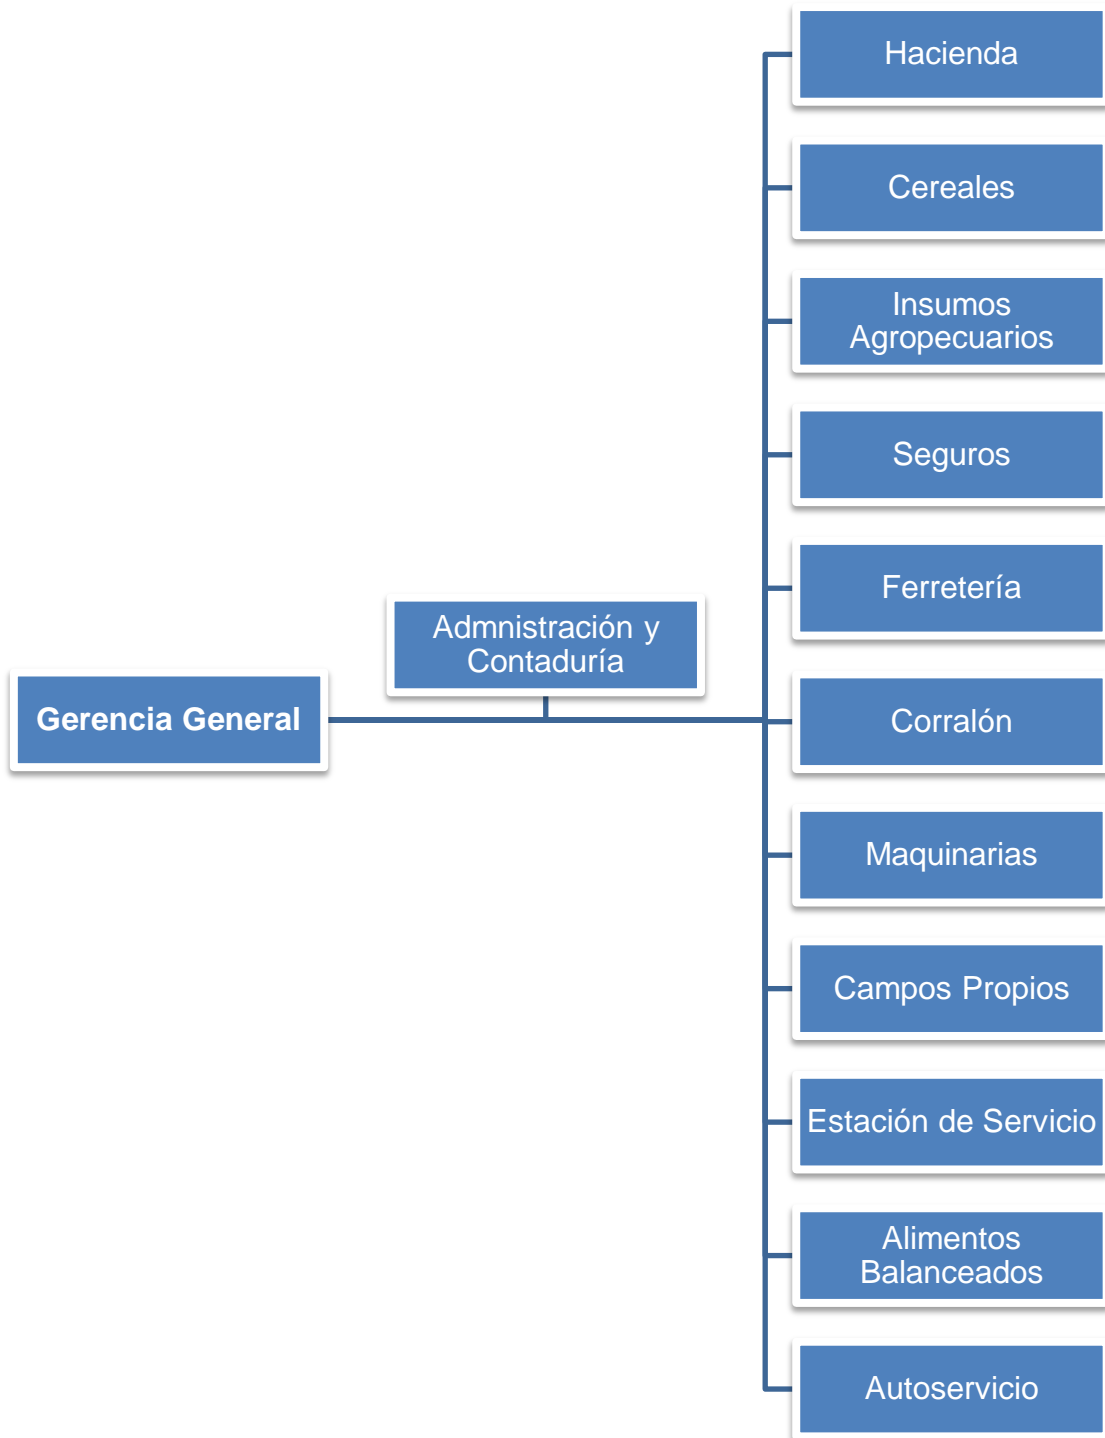 Hacienda
Cereales
Insumos
Agropecuarios
Seguros
Ferretería
Admnistración y
Contaduría
Gerencia General
Corralón
Maquinarias
Campos Propios
Estación de Servicio
Alimentos
Balanceados
Autoservicio